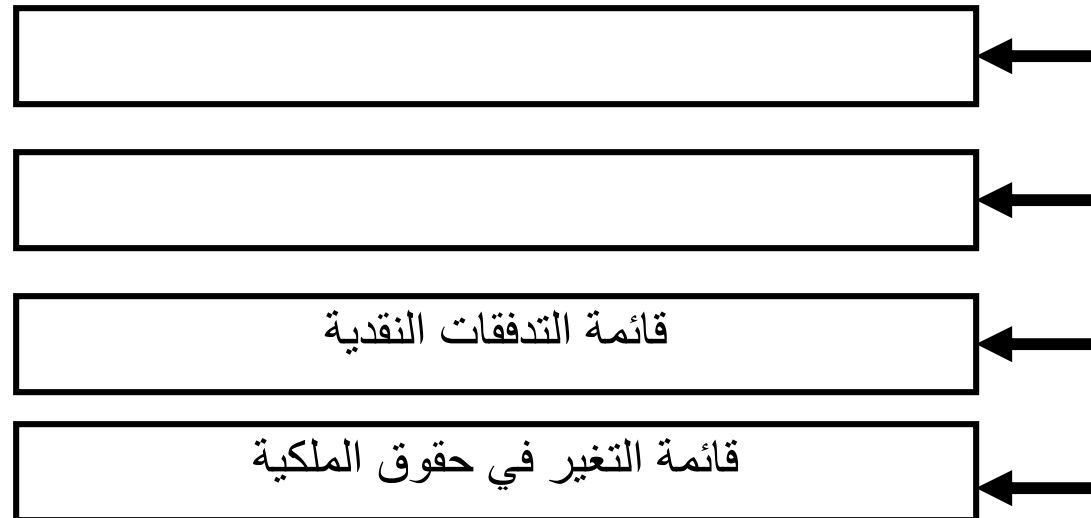 قائمة التدفقات النقدية
قائمة التغير في حقوق الملكية